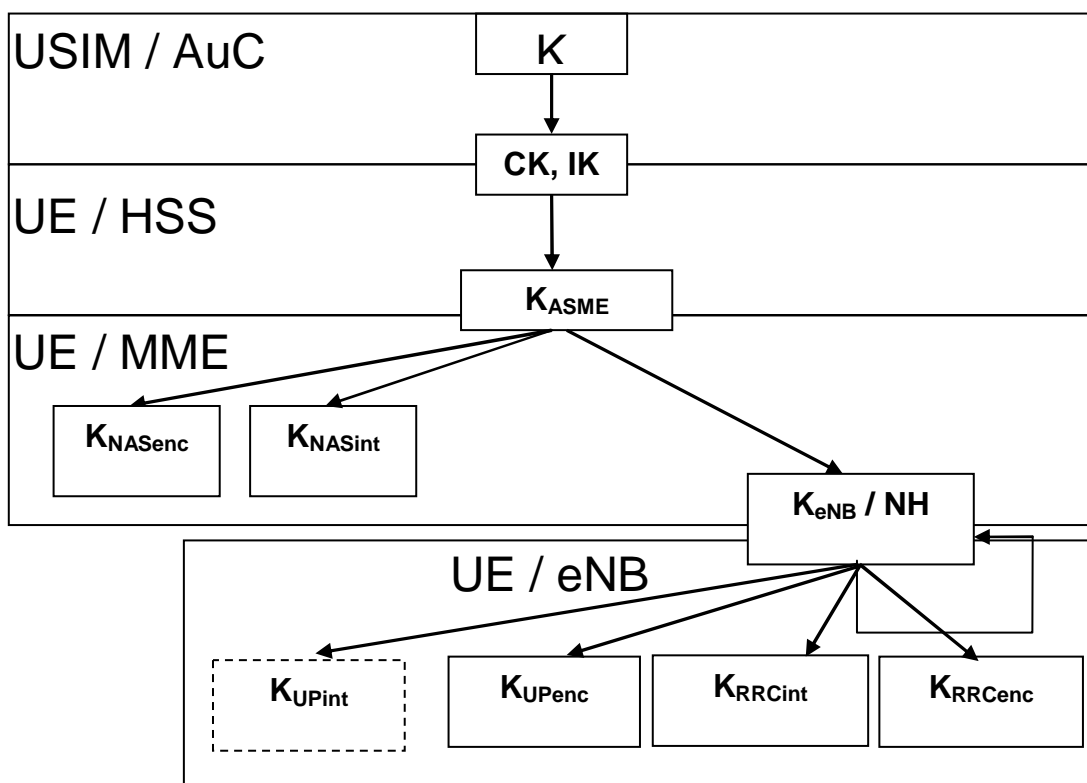 USIM / AuC
K
CK, IK
UE / HSS
KASME
UE / MME
KNASenc
KNASint
KeNB / NH
UE / eNB
KUPint
KUPenc
KRRCint
KRRCenc